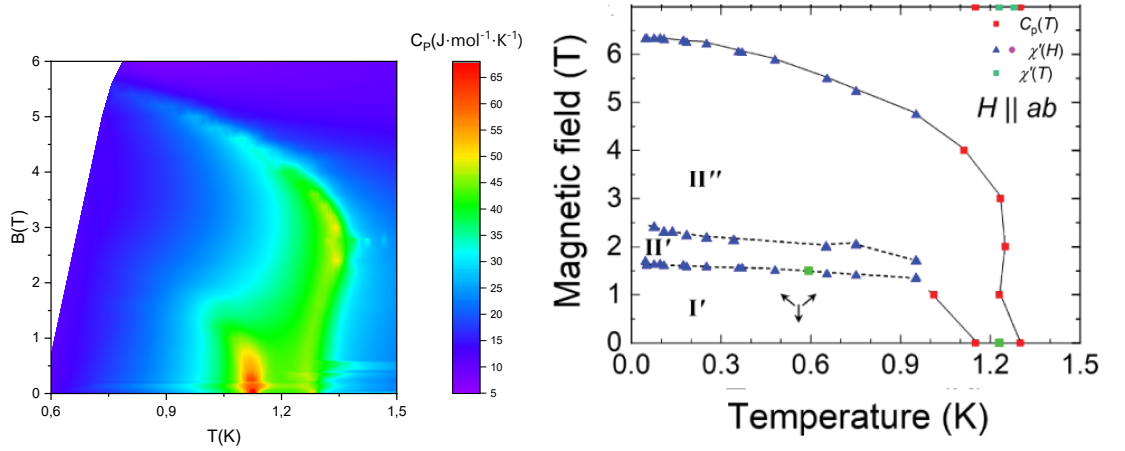 C_P(J·mol⁻¹·K⁻¹)
6
5
4
3
2
1
0
B(T)
0,6 0,9 1,2 1,5
T(K)
65
60
55
50
45
40
35
30
25
20
15
10
5
Magnetic field (T)
6
5
4
3
2
1
0
C_p(T)
χ′(H)
χ′(T)
H || ab
II″
II′
I′
0.0 0.3 0.6 0.9 1.2 1.5
Temperature (K)